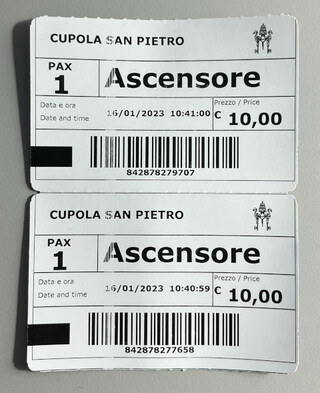 CUPOLA SAN PIETRO
PAX
1
Ascensore
Data e ora
Date and time
16/01/2023 10:41:00
Prezzo / Price
€ 10,00
842878279707
CUPOLA SAN PIETRO
PAX
1
Ascensore
Data e ora
Date and time
16/01/2023 10:40:59
Prezzo / Price
€ 10,00
842878277658